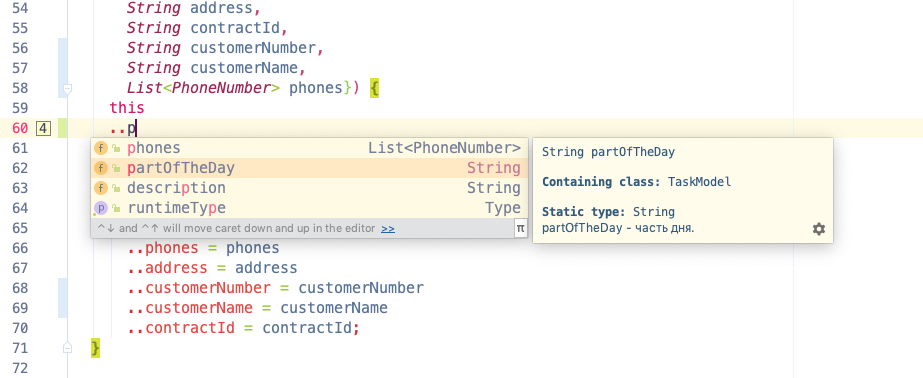 54 String address,
55 String contractId,
56 String customerNumber,
57 String customerName,
58 List<PhoneNumber> phones}) {
59 this
60 4 ..p
61 f phones List<PhoneNumber>
62 f partOfTheDay String
63 f description String
64 p runtimeType Type
65 ^↓ and ^↑ will move caret down and up in the editor >> π
String partOfTheDay
Containing class: TaskModel
Static type: String
partOfTheDay - часть дня.
66 ..phones = phones
67 ..address = address
68 ..customerNumber = customerNumber
69 ..customerName = customerName
70 ..contractId = contractId;
71 }
72